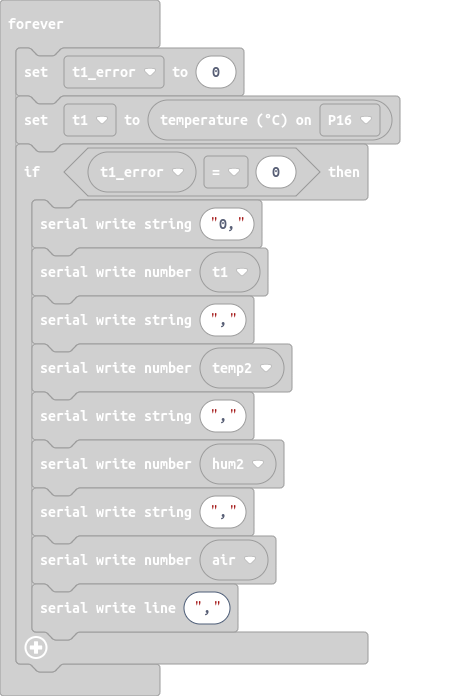 forever
set t1_error to 0
set t1 to temperature (°C) on P16
if t1_error = 0 then
serial write string "0,"
serial write number t1
serial write string ","
serial write number temp2
serial write string ","
serial write number hum2
serial write string ","
serial write number air
serial write line ","